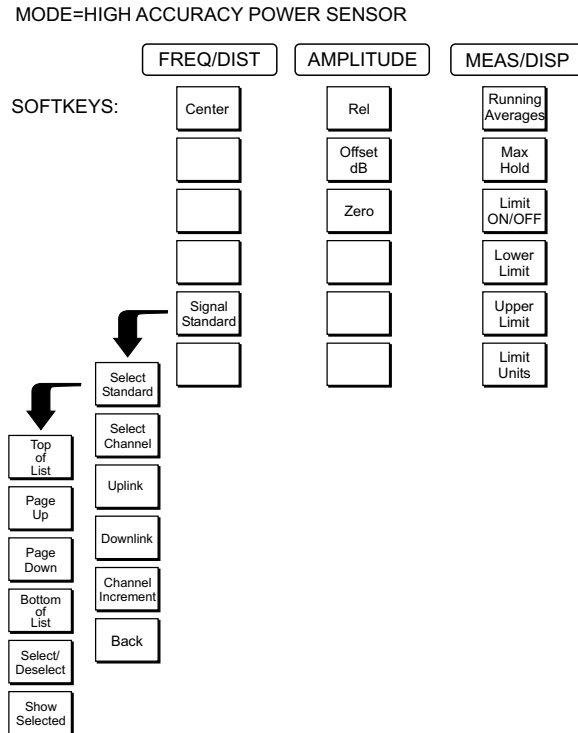 MODE=HIGH ACCURACY POWER SENSOR
FREQ/DIST
AMPLITUDE
MEAS/DISP
SOFTKEYS:
Center
Signal
Standard
Rel
Offset
dB
Zero
Running
Averages
Max
Hold
Limit
ON/OFF
Lower
Limit
Upper
Limit
Limit
Units
Select
Standard
Select
Channel
Uplink
Downlink
Channel
Increment
Back
Top
of
List
Page
Up
Page
Down
Bottom
of
List
Select/
Deselect
Show
Selected